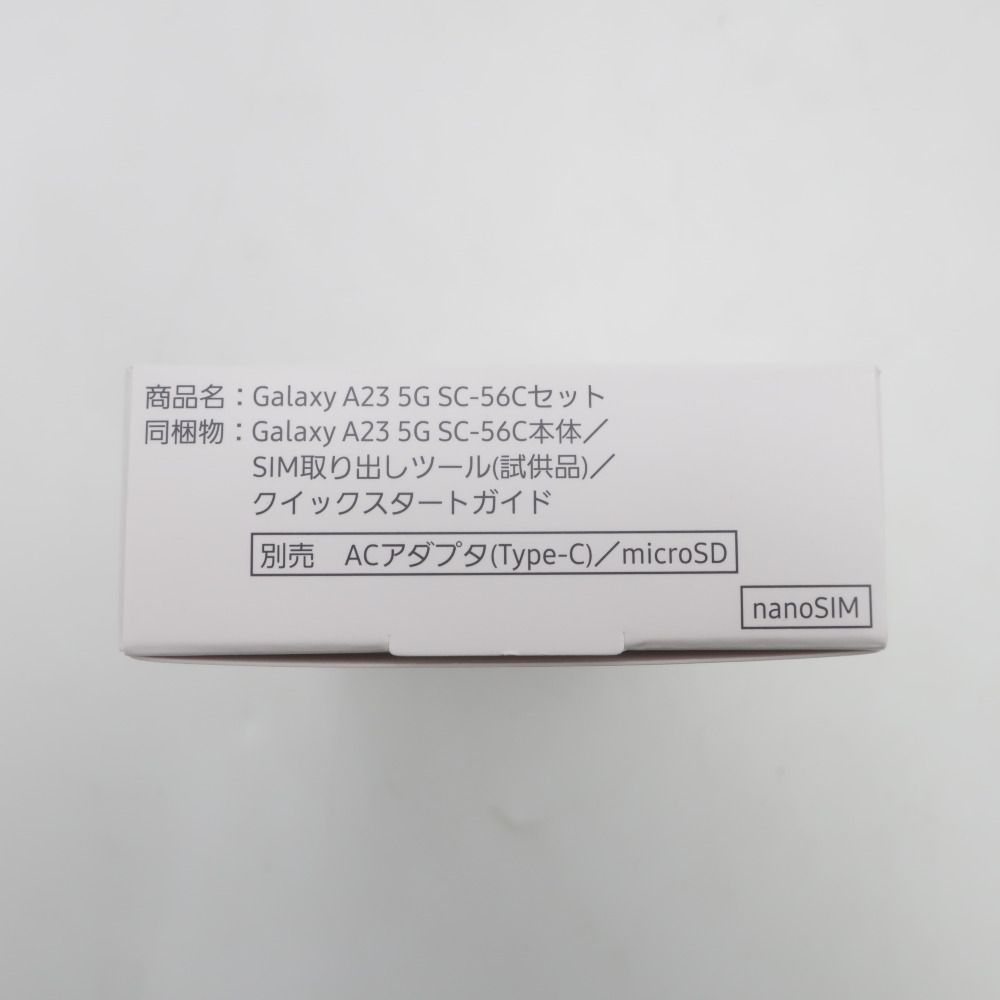 商品名：Galaxy A23 5G SC-56Cセット
同梱物：Galaxy A23 5G SC-56C本体／
SIM取り出しツール(試供品)／
クイックスタートガイド
別売　ACアダプタ(Type-C)／microSD
nanoSIM